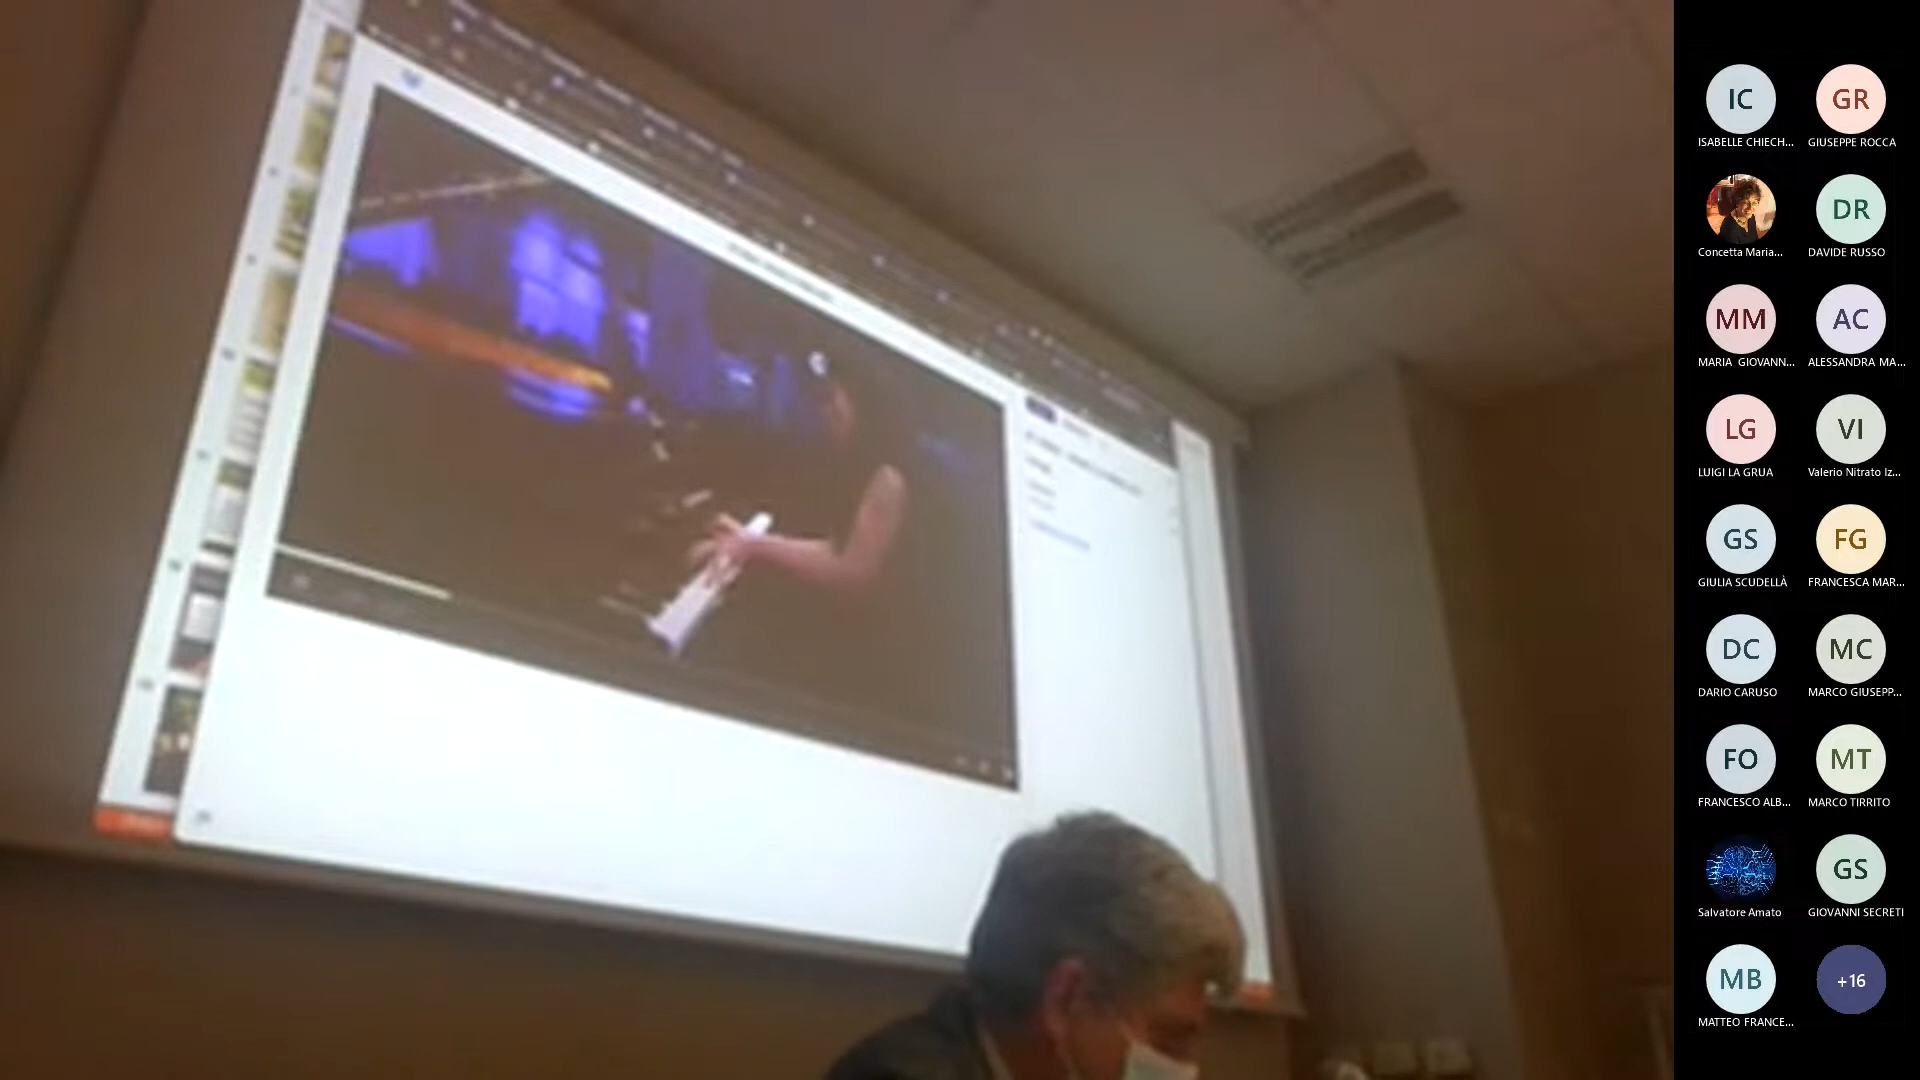 IC
GR
ISABELLE CHIECH...
GIUSEPPE ROCCA
DR
Concetta Maria...
DAVIDE RUSSO
MM
AC
MARIA GIOVANN...
ALESSANDRA MA...
LG
VI
LUIGI LA GRUA
Valerio Nitrato Iz...
GS
FG
GIULIA SCUDELLÀ
FRANCESCA MAR...
DC
MC
DARIO CARUSO
MARCO GIUSEPP...
FO
MT
FRANCESCO ALB...
MARCO TIRRITO
GS
Salvatore Amato
GIOVANNI SECRETI
MB
+16
MATTEO FRANCE...